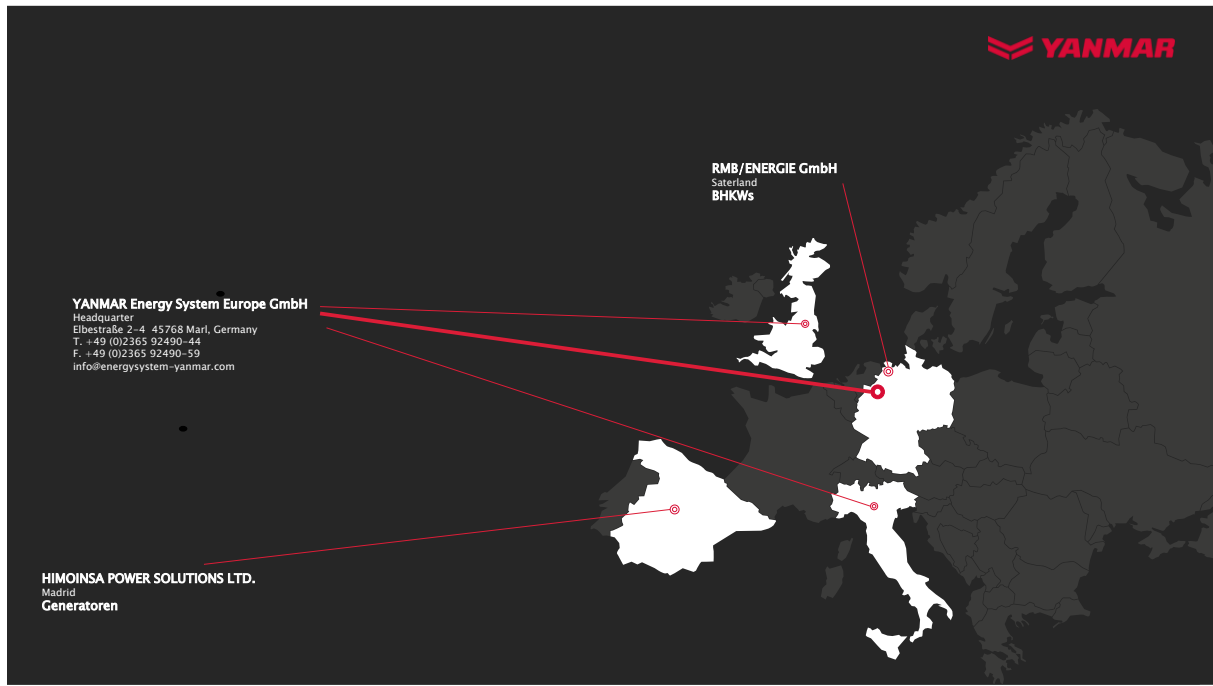 YANMAR
RMB/ENERGIE GmbH
Saterland
BHKWs
YANMAR Energy System Europe GmbH
Headquarter
Elbestraße 2-4 45768 Marl, Germany
T. +49 (0)2365 92490-44
F. +49 (0)2365 92490-59
info@energysystem-yanmar.com
HIMOINSA POWER SOLUTIONS LTD.
Madrid
Generatoren